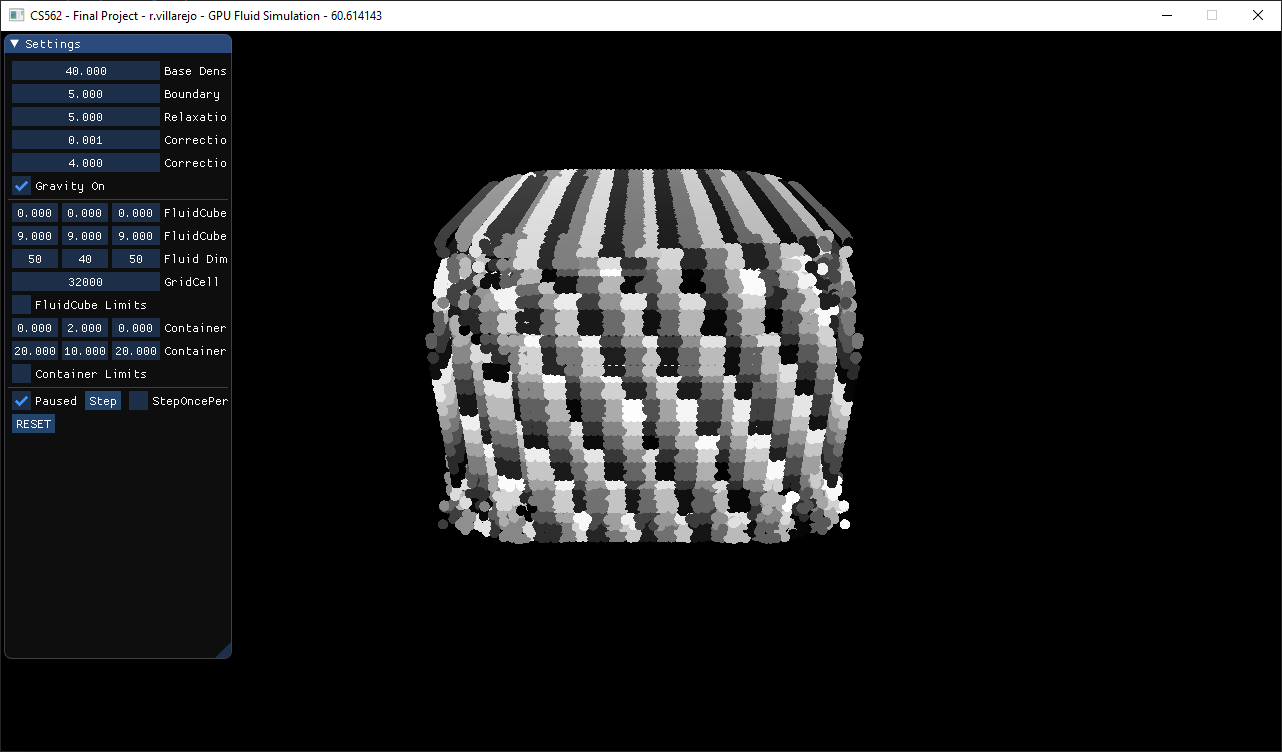 CS562 - Final Project - r.villarejo - GPU Fluid Simulation - 60.614143
Settings
40.000 Base Dens
5.000 Boundary
5.000 Relaxatio
0.001 Correctio
4.000 Correctio
Gravity On
0.000 0.000 0.000 FluidCube
9.000 9.000 9.000 FluidCube
50 40 50 Fluid Dim
32000 GridCell
FluidCube Limits
0.000 2.000 0.000 Container
20.000 10.000 20.000 Container
Container Limits
Paused Step StepOncePer
RESET